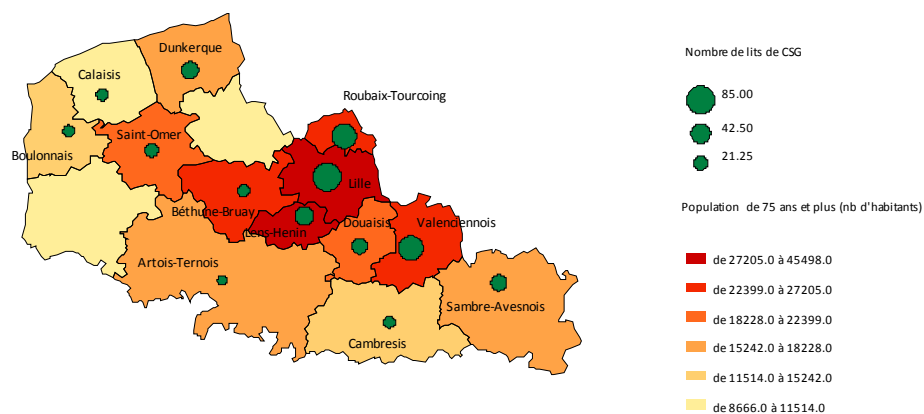 Dunkerque
Calaisis
Roubaix-Tourcoing
Saint-Omer
Boulonnais
Lille
Béthune-Bruay
Lens-Henin
Douaisis
Valenciennois
Artois-Ternois
Sambre-Avesnois
Cambresis
Nombre de lits de CSG
85.00
42.50
21.25
Population de 75 ans et plus (nb d'habitants)
de 27205.0 à 45498.0
de 22399.0 à 27205.0
de 18228.0 à 22399.0
de 15242.0 à 18228.0
de 11514.0 à 15242.0
de 8666.0 à 11514.0